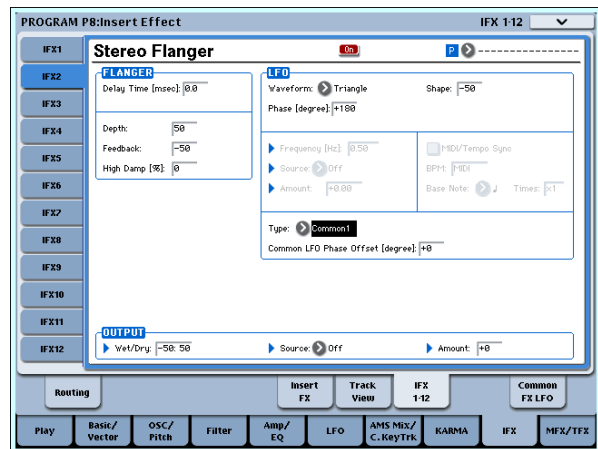 PROGRAM P8:Insert Effect IFX 1-12
IFX1
IFX2
IFX3
IFX4
IFX5
IFX6
IFX7
IFX8
IFX9
IFX10
IFX11
IFX12
Stereo Flanger On P ----------------
FLANGER
Delay Time [msec]: 0.0
Depth: 50
Feedback: -50
High Damp [%]: 0
LFO
Waveform: Triangle Shape: -50
Phase [degree]: +180
Frequency [Hz]: 0.50
Source: Off
Amount: +0.00
MIDI/Tempo Sync
BPM: MIDI
Base Note: ♩ Times: x1
Type: Common1
Common LFO Phase Offset [degree]: +0
OUTPUT
Wet/Dry: -50: 50 Source: Off Amount: +0
Routing
Insert FX
Track View
IFX 1-12
Common FX LFO
Play
Basic/ Vector
OSC/ Pitch
Filter
Amp/ EQ
LFO
AMS Mix/ C.KeyTrk
KARMA
IFX
MFX/TFX